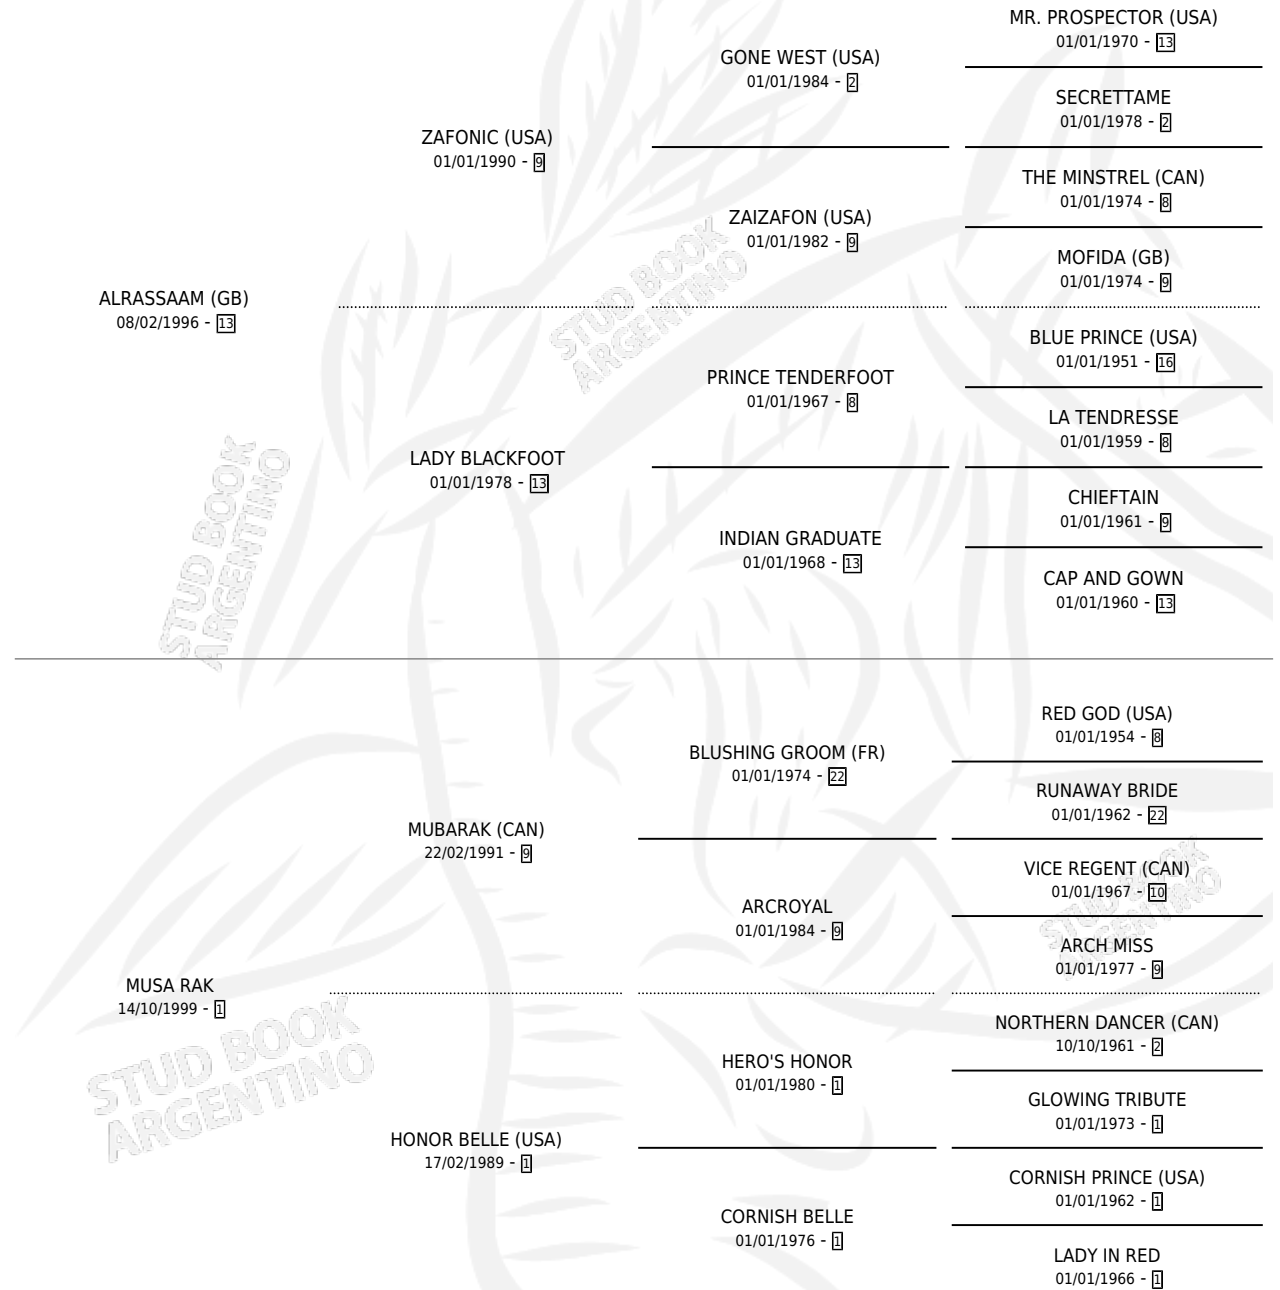 MR. PROSPECTOR (USA)
01/01/1970 - 13
GONE WEST (USA)
01/01/1984 - 2
SECRETTAME
01/01/1978 - 2
ZAFONIC (USA)
01/01/1990 - 9
THE MINSTREL (CAN)
01/01/1974 - 8
ZAIZAFON (USA)
01/01/1982 - 9
MOFIDA (GB)
01/01/1974 - 9
ALRASSAAM (GB)
08/02/1996 - 13
BLUE PRINCE (USA)
01/01/1951 - 16
PRINCE TENDERFOOT
01/01/1967 - 8
LA TENDRESSE
01/01/1959 - 8
LADY BLACKFOOT
01/01/1978 - 13
CHIEFTAIN
01/01/1961 - 9
INDIAN GRADUATE
01/01/1968 - 13
CAP AND GOWN
01/01/1960 - 13
RED GOD (USA)
01/01/1954 - 8
BLUSHING GROOM (FR)
01/01/1974 - 22
RUNAWAY BRIDE
01/01/1962 - 22
MUBARAK (CAN)
22/02/1991 - 9
VICE REGENT (CAN)
01/01/1967 - 10
ARCROYAL
01/01/1984 - 9
ARCH MISS
01/01/1977 - 9
MUSA RAK
14/10/1999 - 1
NORTHERN DANCER (CAN)
10/10/1961 - 2
HERO'S HONOR
01/01/1980 - 1
GLOWING TRIBUTE
01/01/1973 - 1
HONOR BELLE (USA)
17/02/1989 - 1
CORNISH PRINCE (USA)
01/01/1962 - 1
CORNISH BELLE
01/01/1976 - 1
LADY IN RED
01/01/1966 - 1
STUD BOOK
ARGENTINO
STUD BOOK
ARGENTINO
STUD BOOK
ARGENTINO
STUD BOOK
ARGENTINO